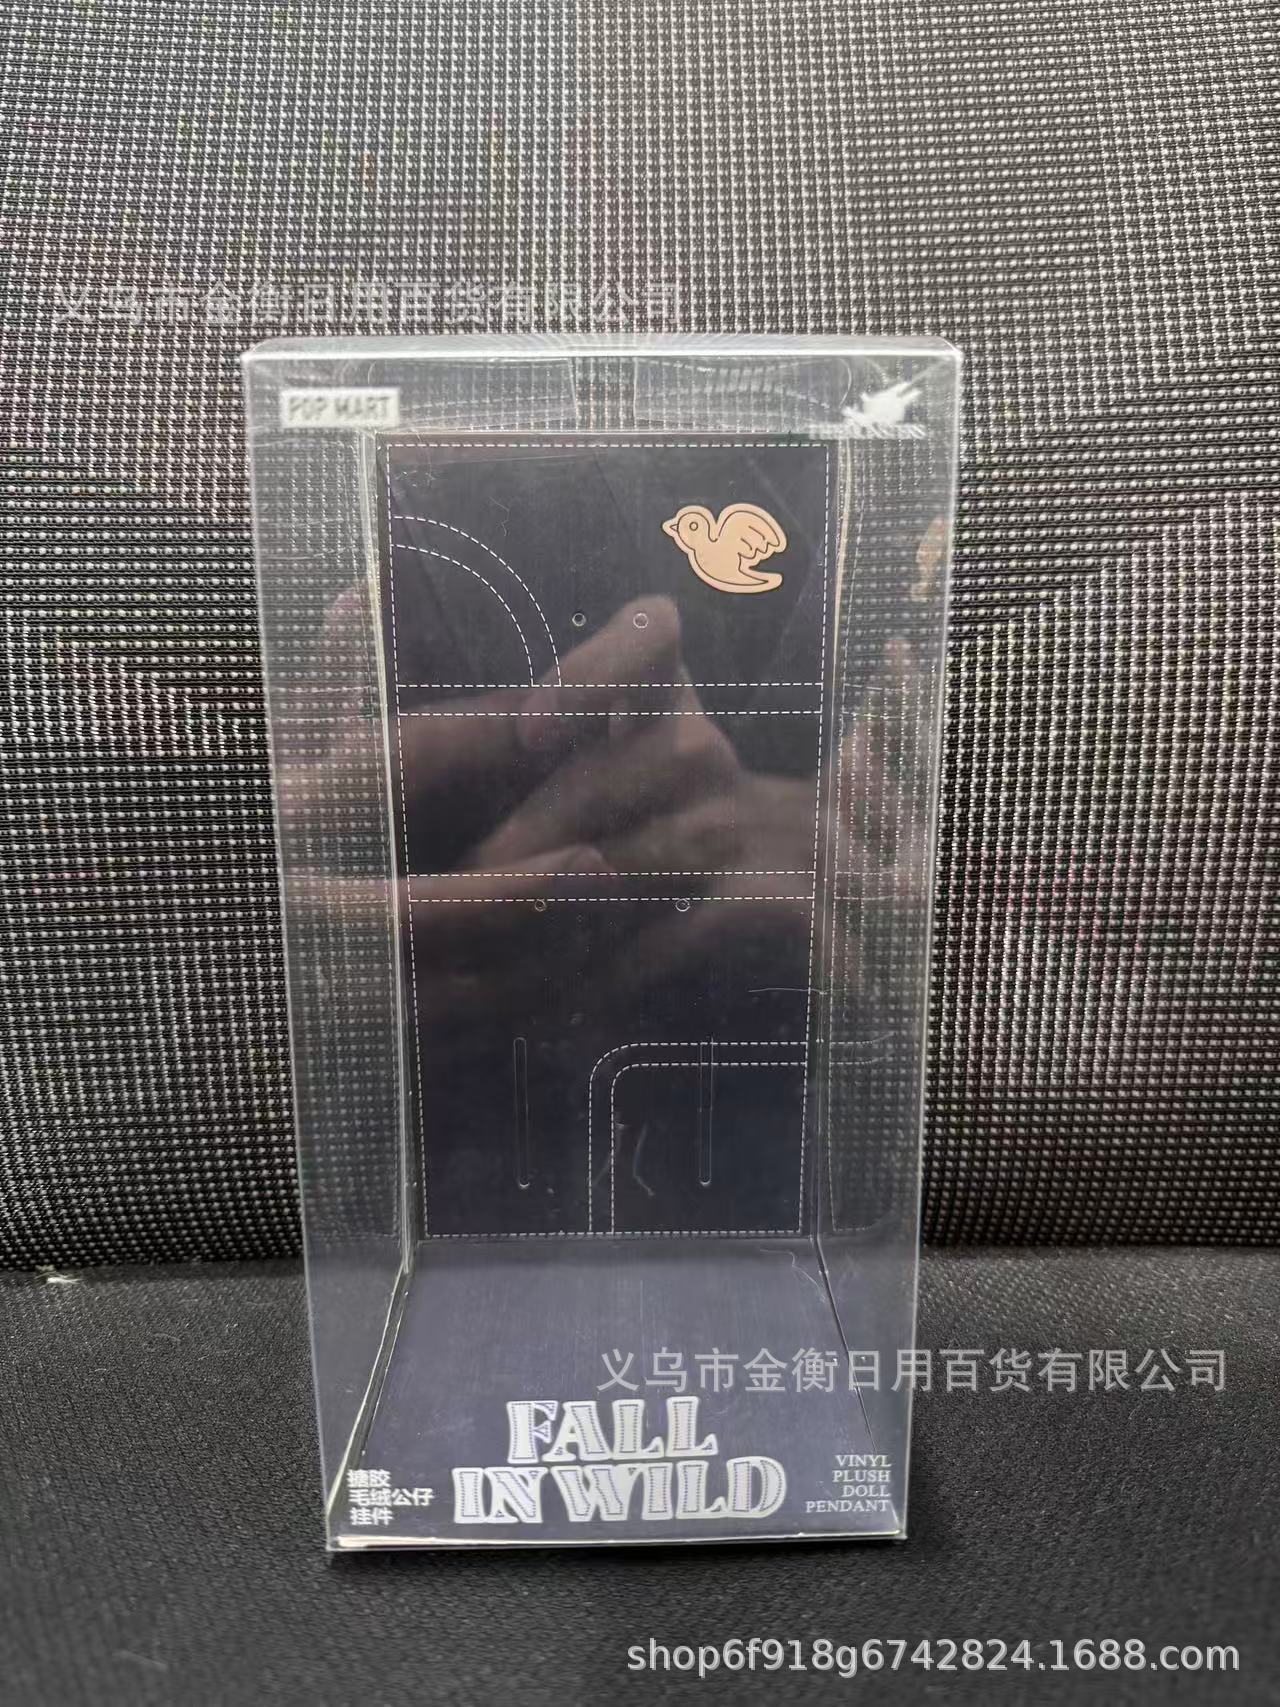 义乌市金衡日用百货有限公司
POP MART
义乌市金衡日用百货有限公司
FALL
IN WILD
搪胶
毛绒公仔
挂件
VINYL
PLUSH
DOLL
PENDANT
shop6f918g6742824.1688.com